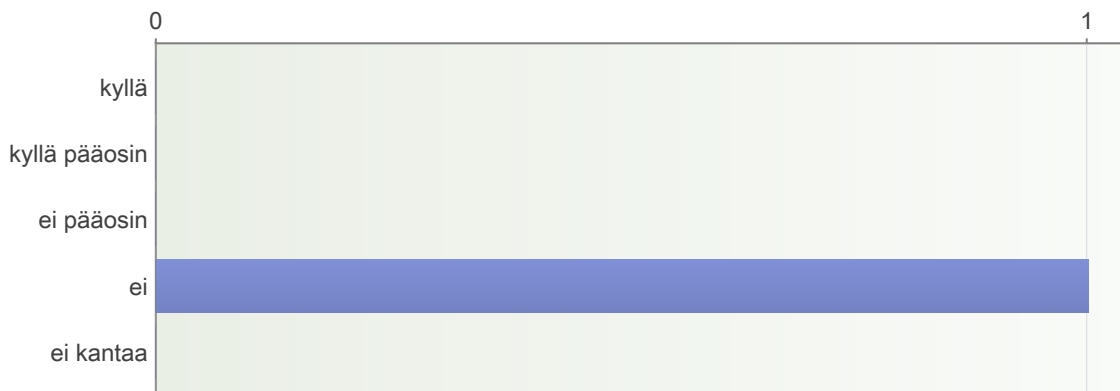 0 1
kyllä
kyllä pääosin
ei pääosin
ei
ei kantaa